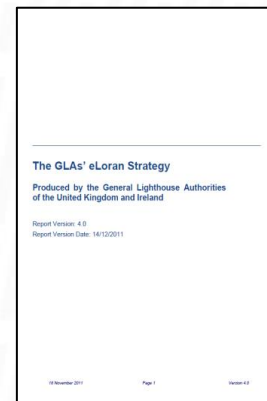 The GLAs' eLoran Strategy
Produced by the General Lighthouse Authorities
of the United Kingdom and Ireland
Report Version: 4.0
Report Version Date: 14/12/2011
18 November 2011 Page 1 Version 4.0